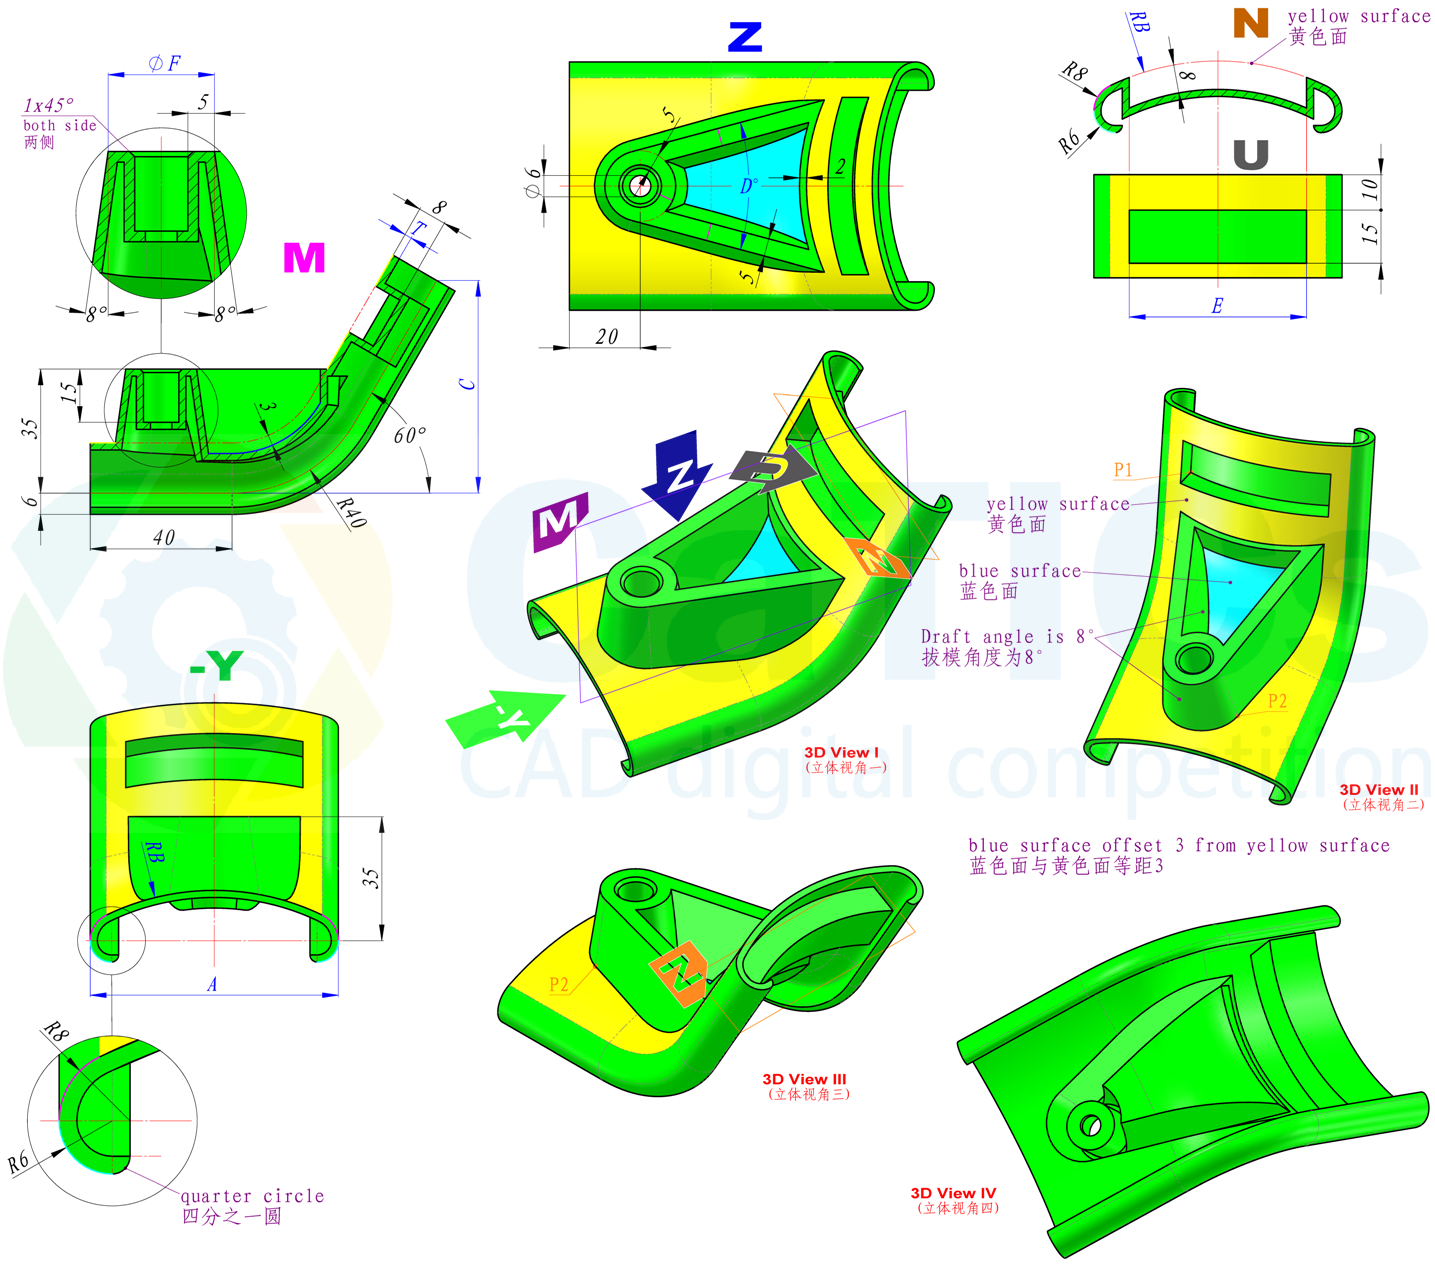 Z
N
yellow surface
黄色面
RB
8
R8
R6
ϕF
1x45°
both side
两侧
5
8°
8°
M
8
T
C
60°
R40
3
15
35
6
40
5
ϕ6
D°
2
5
20
U
10
15
E
M
Z
U
N
-Y
3D View I
(立体视角一)
P1
yellow surface
黄色面
blue surface
蓝色面
Draft angle is 8°
拔模角度为8°
P2
3D View II
(立体视角二)
CaTICs
CAD digital competition
-Y
RB
35
A
R8
R6
quarter circle
四分之一圆
P2
N
3D View III
(立体视角三)
blue surface offset 3 from yellow surface
蓝色面与黄色面等距3
3D View IV
(立体视角四)